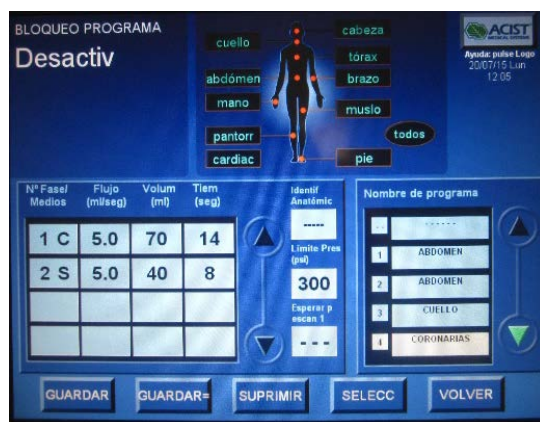 BLOQUEO PROGRAMA
Desactiv
cuello
abdómen
mano
pantorr
cardiac
cabeza
tórax
brazo
muslo
todos
pie
ACIST
MEDICAL SYSTEMS
Ayuda: pulse Logo
20/07/15 Lun
12:05
Nº Fase/ Flujo Volum Tiem
Medios (ml/seg) (ml) (seg)
1 C 5.0 70 14
2 S 5.0 40 8
Identif
Anatómic
-----
Límite Pres
(psi)
300
Esperar p
escan 1
- - -
Nombre de programa
-- ------
1 ABDOMEN
2 ABDOMEN
3 CUELLO
4 CORONARIAS
GUARDAR GUARDAR= SUPRIMIR SELECC VOLVER